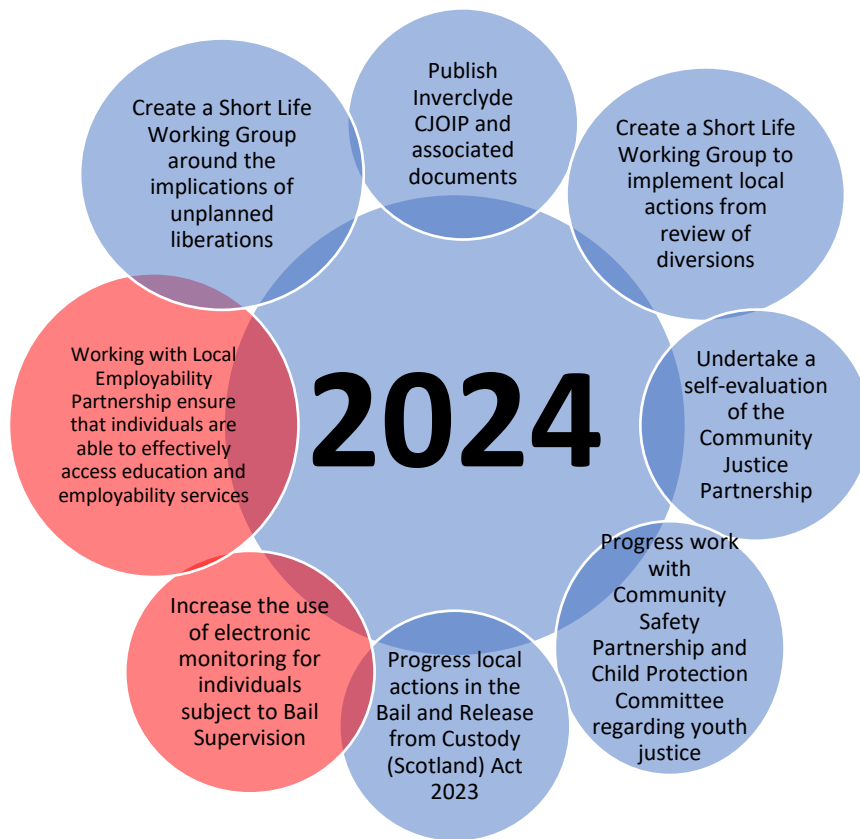 Publish
Inverclyde
CJOIP and
associated
documents
Create a Short Life
Working Group to
implement local
actions from
review of
diversions
Undertake a
self-evaluation
of the
Community
Justice
Partnership
Progress work
with
Community
Safety
Partnership and
Child Protection
Committee
regarding youth
justice
Progress local
actions in the
Bail and Release
from Custody
(Scotland) Act
2023
Increase the use
of electronic
monitoring for
individuals
subject to Bail
Supervision
Working with Local
Employability
Partnership ensure
that individuals are
able to effectively
access education and
employability services
Create a Short Life
Working Group
around the
implications of
unplanned
liberations
2024